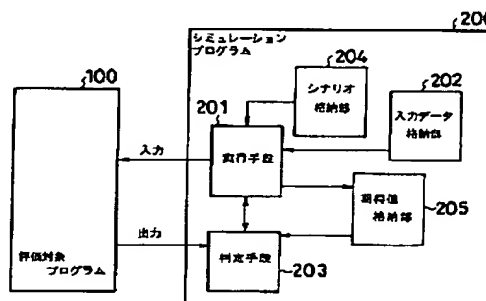 200
シミュレーション
プログラム
100
204
シナリオ
格納部
202
入力データ
格納部
201
実行手段
入力
期待値
格納部
205
出力
判定手段
203
評価対象
プログラム